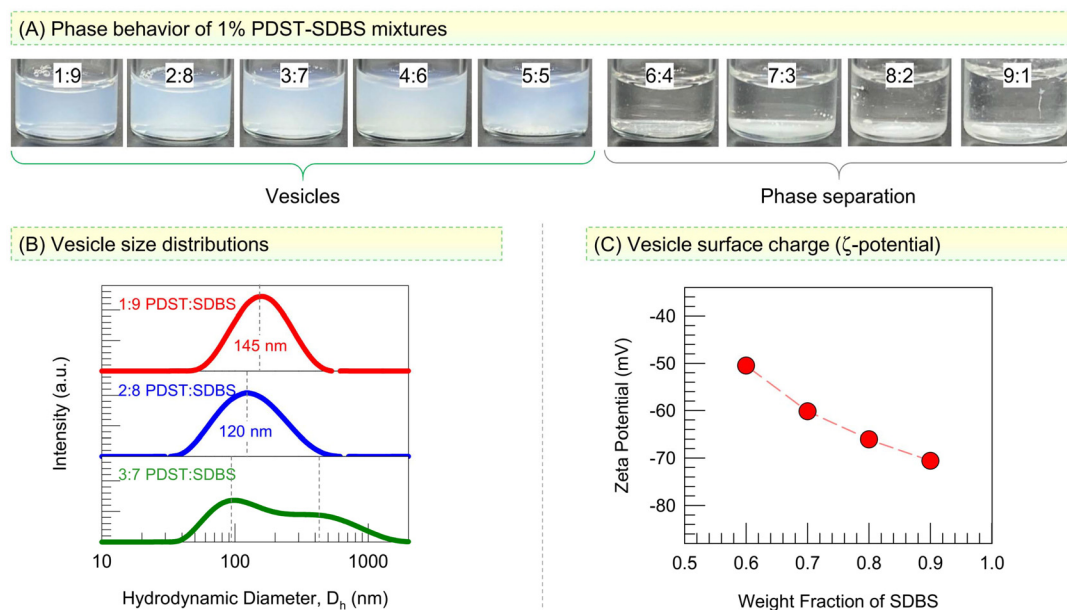 (A) Phase behavior of 1% PDST-SDBS mixtures
1:9 2:8 3:7 4:6 5:5 6:4 7:3 8:2 9:1
Vesicles
Phase separation
(B) Vesicle size distributions
1:9 PDST:SDBS
145 nm
2:8 PDST:SDBS
120 nm
3:7 PDST:SDBS
Intensity (a.u.)
10 100 1000
Hydrodynamic Diameter, Dₕ (nm)
(C) Vesicle surface charge (ζ-potential)
Zeta Potential (mV)
-40
-50
-60
-70
-80
0.5 0.6 0.7 0.8 0.9 1.0
Weight Fraction of SDBS